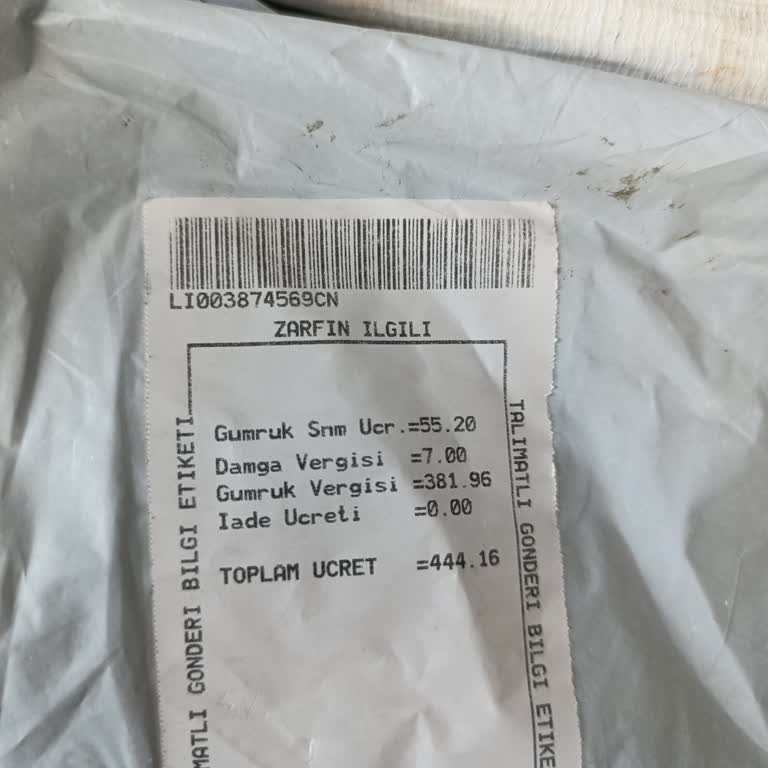 LI003874569CN
ZARFIN ILGILI
Gumruk Snm Ucr.=55.20
Damga Vergisi =7.00
Gumruk Vergisi =381.96
Iade Ucreti =0.00
TOPLAM UCRET =444.16
MATLI GONDERI BILGI ETIKETI
TALIMATLI GONDERI BILGI ETIKE